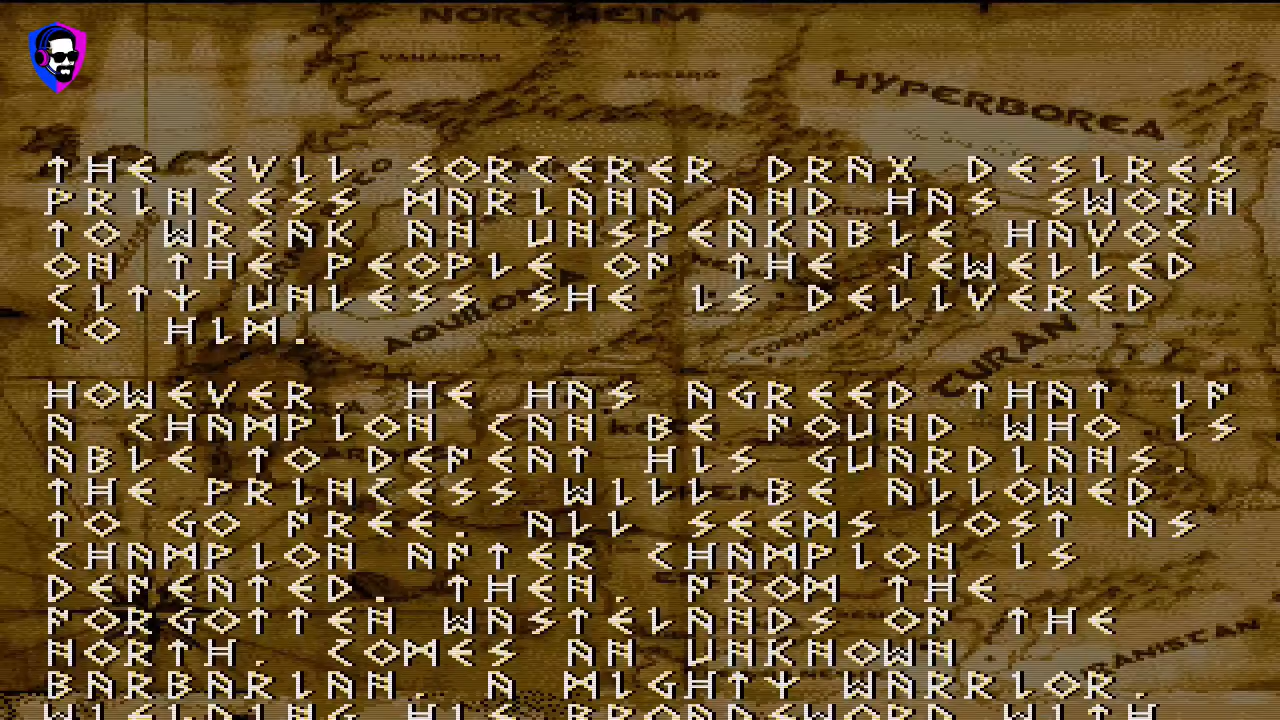 NORDHEIM
VANAHEIM
ASGARD
HYPERBOREA
THE EVIL SORCERER DRAX DESIRES
PRINCESS MARIANA AND HAS SWORN
TO WREAK AN UNSPEAKABLE HAVOC
ON THE PEOPLE OF THE JEWELLED
CITY UNLESS SHE IS DELIVERED
TO HIM.
AQUILONIA
TURAN
HOWEVER, HE HAS AGREED THAT IF
A CHAMPION CAN BE FOUND WHO IS
ABLE TO DEFEAT HIS GUARDIANS,
THE PRINCESS WILL BE ALLOWED
TO GO FREE. ALL SEEMS LOST AS
CHAMPION AFTER CHAMPION IS
DEFEATED. THEN, FROM THE
FORGOTTEN WASTELANDS OF THE
NORTH, COMES AN UNKNOWN
BARBARIAN, A MIGHTY WARRIOR,
WIELDING HIS BROADSWORD WITH